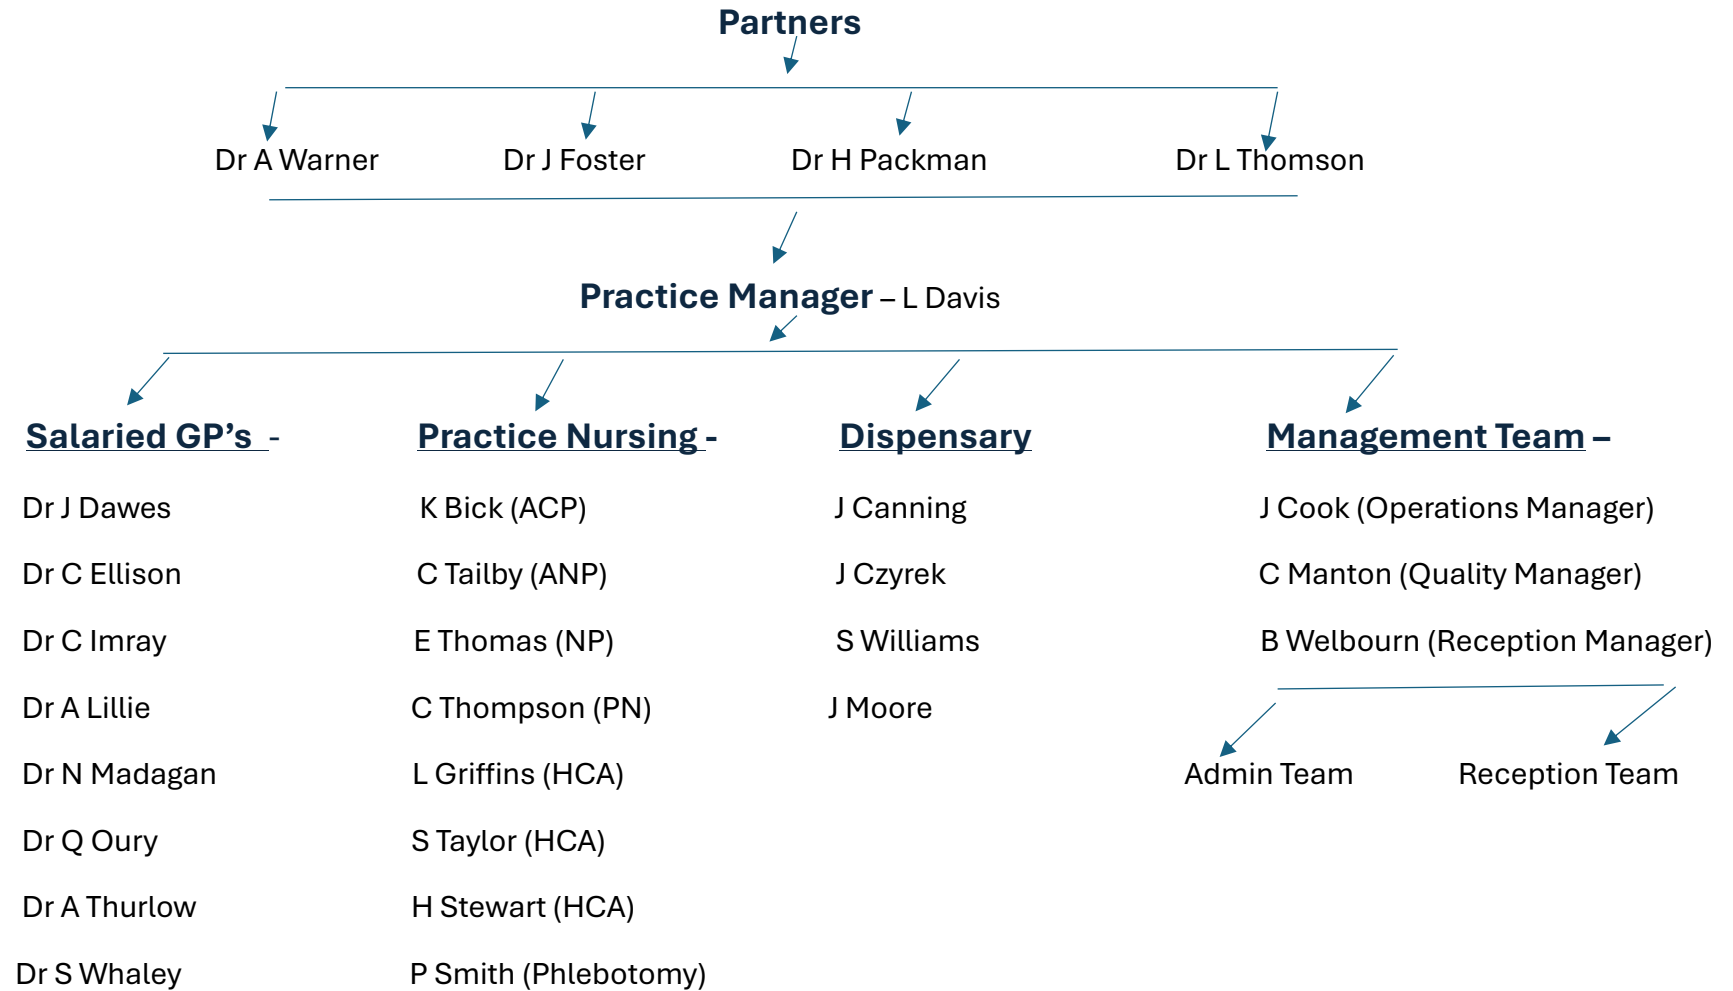 Partners
Dr A Warner
Dr J Foster
Dr H Packman
Dr L Thomson
Practice Manager – L Davis
Salaried GP’s -
Dr J Dawes
Dr C Ellison
Dr C Imray
Dr A Lillie
Dr N Madagan
Dr Q Oury
Dr A Thurlow
Dr S Whaley
Practice Nursing -
K Bick (ACP)
C Tailby (ANP)
E Thomas (NP)
C Thompson (PN)
L Griffins (HCA)
S Taylor (HCA)
H Stewart (HCA)
P Smith (Phlebotomy)
Dispensary
J Canning
J Czyrek
S Williams
J Moore
Management Team –
J Cook (Operations Manager)
C Manton (Quality Manager)
B Welbourn (Reception Manager)
Admin Team
Reception Team